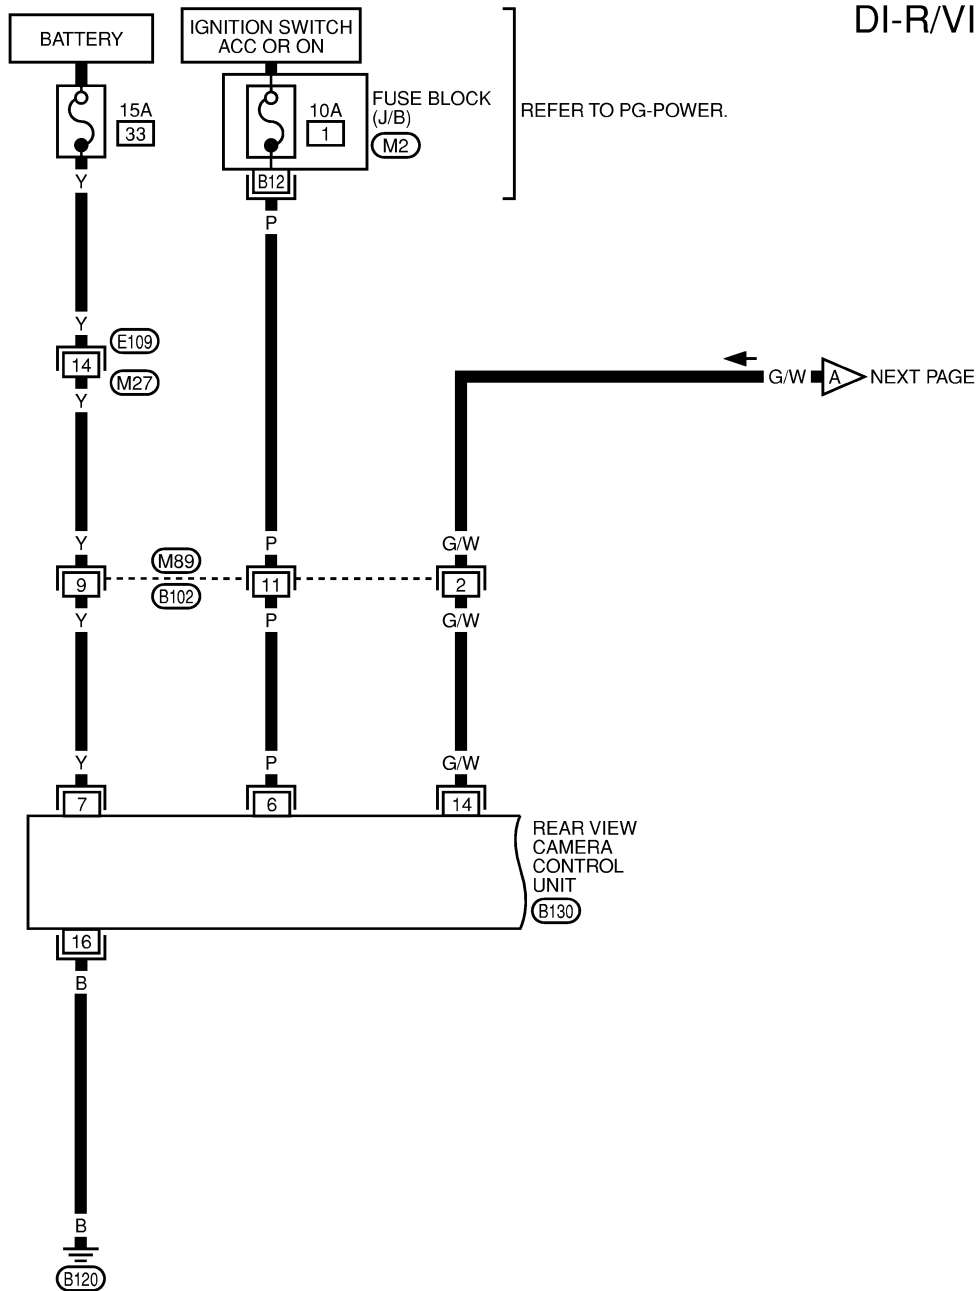 DI-R/VI
BATTERY
IGNITION SWITCH
ACC OR ON
15A
33
10A
1
FUSE BLOCK
(J/B)
M2
REFER TO PG-POWER.
B12
Y
P
Y
E109
14
M27
Y
G/W
A
NEXT PAGE
Y
P
G/W
M89
9
11
2
B102
Y
P
G/W
Y
P
G/W
7
6
14
REAR VIEW
CAMERA
CONTROL
UNIT
B130
16
B
B
B120